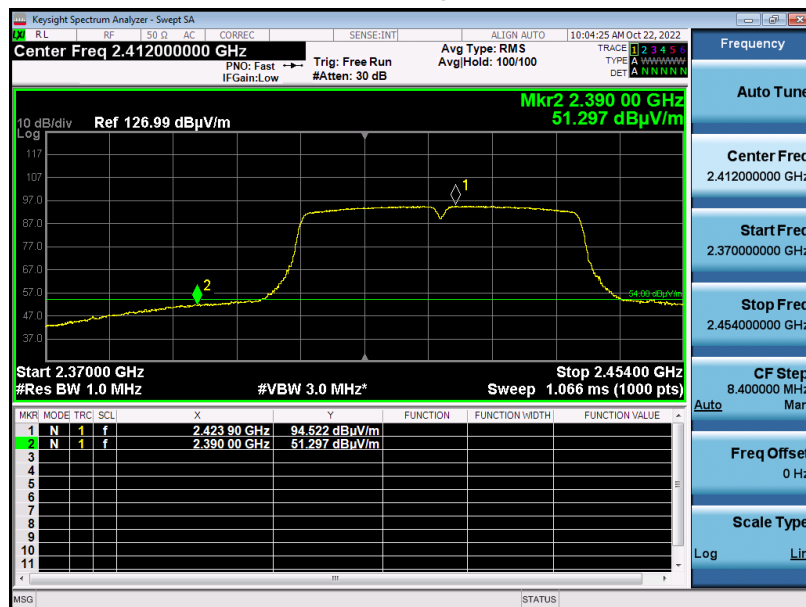 Keysight Spectrum Analyzer - Swept SA
LXI RL RF 50 Ω AC CORREC SENSE:INT ALIGN AUTO 10:04:25 AM Oct 22, 2022
Center Freq 2.412000000 GHz
PNO: Fast
IFGain:Low
Trig: Free Run
#Atten: 30 dB
Avg Type: RMS
Avg|Hold: 100/100
TRACE 1 2 3 4 5 6
TYPE A WWWWW
DET A N N N N N
Mkr2 2.390 00 GHz
51.297 dBµV/m
10 dB/div Ref 126.99 dBµV/m
Log
117
107
97.0
87.0
77.0
67.0
57.0
47.0
37.0
1
2
54.00 dBµV/m
Start 2.37000 GHz Stop 2.45400 GHz
#Res BW 1.0 MHz #VBW 3.0 MHz* Sweep 1.066 ms (1000 pts)
MKR MODE TRC SCL X Y FUNCTION FUNCTION WIDTH FUNCTION VALUE
1 N 1 f 2.423 90 GHz 94.522 dBµV/m
2 N 1 f 2.390 00 GHz 51.297 dBµV/m
3
4
5
6
7
8
9
10
11
MSG STATUS
Frequency
Auto Tune
Center Freq
2.412000000 GHz
Start Freq
2.370000000 GHz
Stop Freq
2.454000000 GHz
CF Step
8.400000 MHz
Auto Man
Freq Offset
0 Hz
Scale Type
Log Lin